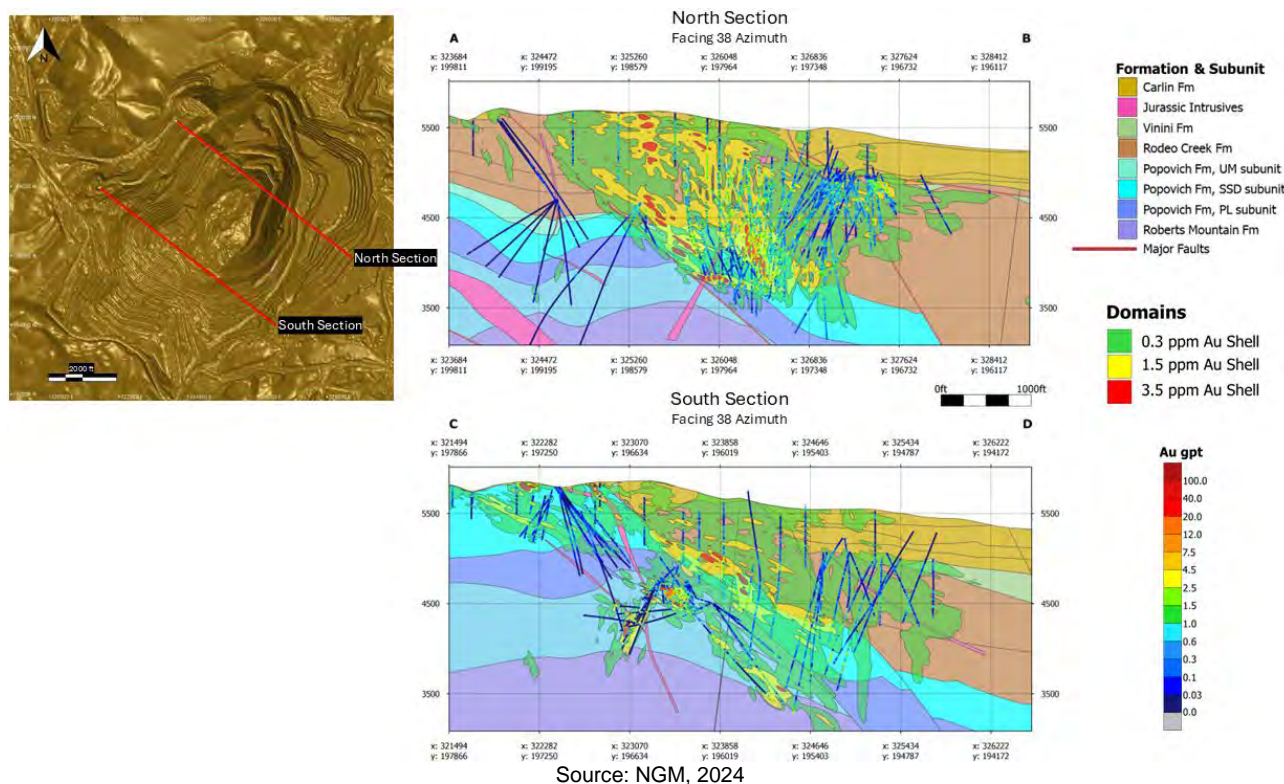 N
North Section
South Section
2000 ft
North Section
Facing 38 Azimuth
A
B
x: 323684 x: 324472 x: 325260 x: 326048 x: 326836 x: 327624 x: 328412
y: 199811 y: 199195 y: 198579 y: 197964 y: 197348 y: 196732 y: 196117
5500 5500
4500 4500
3500 3500
x: 323684 x: 324472 x: 325260 x: 326048 x: 326836 x: 327624 x: 328412
y: 199811 y: 199195 y: 198579 y: 197964 y: 197348 y: 196732 y: 196117
0ft 1000ft
South Section
Facing 38 Azimuth
C
D
x: 321494 x: 322282 x: 323070 x: 323858 x: 324646 x: 325434 x: 326222
y: 197866 y: 197250 y: 196634 y: 196019 y: 195403 y: 194787 y: 194172
5500 5500
4500 4500
3500 3500
x: 321494 x: 322282 x: 323070 x: 323858 x: 324646 x: 325434 x: 326222
y: 197866 y: 197250 y: 196634 y: 196019 y: 195403 y: 194787 y: 194172
Formation & Subunit
Carlin Fm
Jurassic Intrusives
Vinini Fm
Rodeo Creek Fm
Popovich Fm, UM subunit
Popovich Fm, SSD subunit
Popovich Fm, PL subunit
Roberts Mountain Fm
Major Faults
Domains
0.3 ppm Au Shell
1.5 ppm Au Shell
3.5 ppm Au Shell
Au gpt
100.0
40.0
20.0
12.0
7.5
4.5
2.5
1.5
1.0
0.6
0.3
0.1
0.03
0.0
Source: NGM, 2024